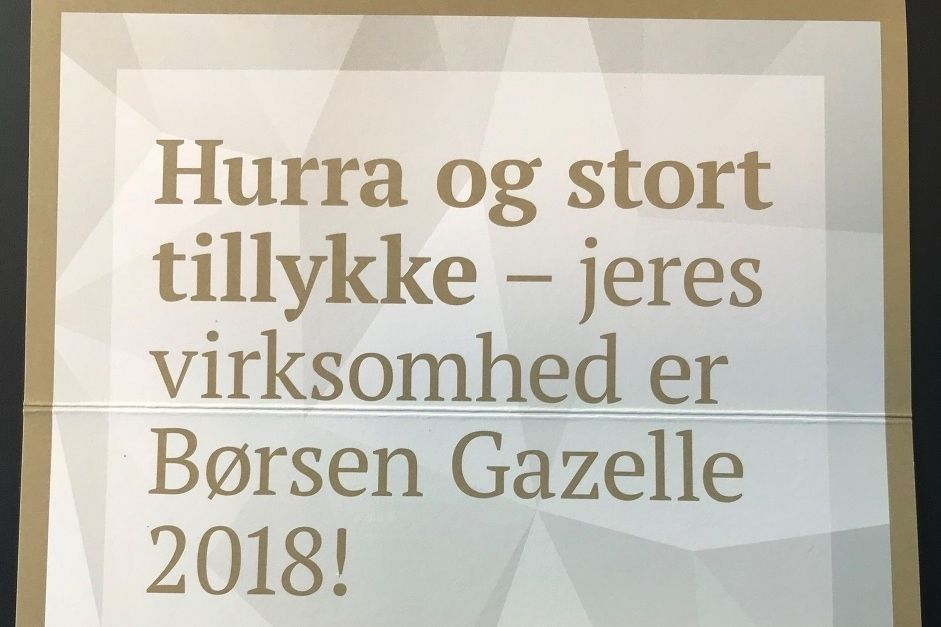 Hurra og stort
tillykke – jeres
virksomhed er
Børsen Gazelle
2018!